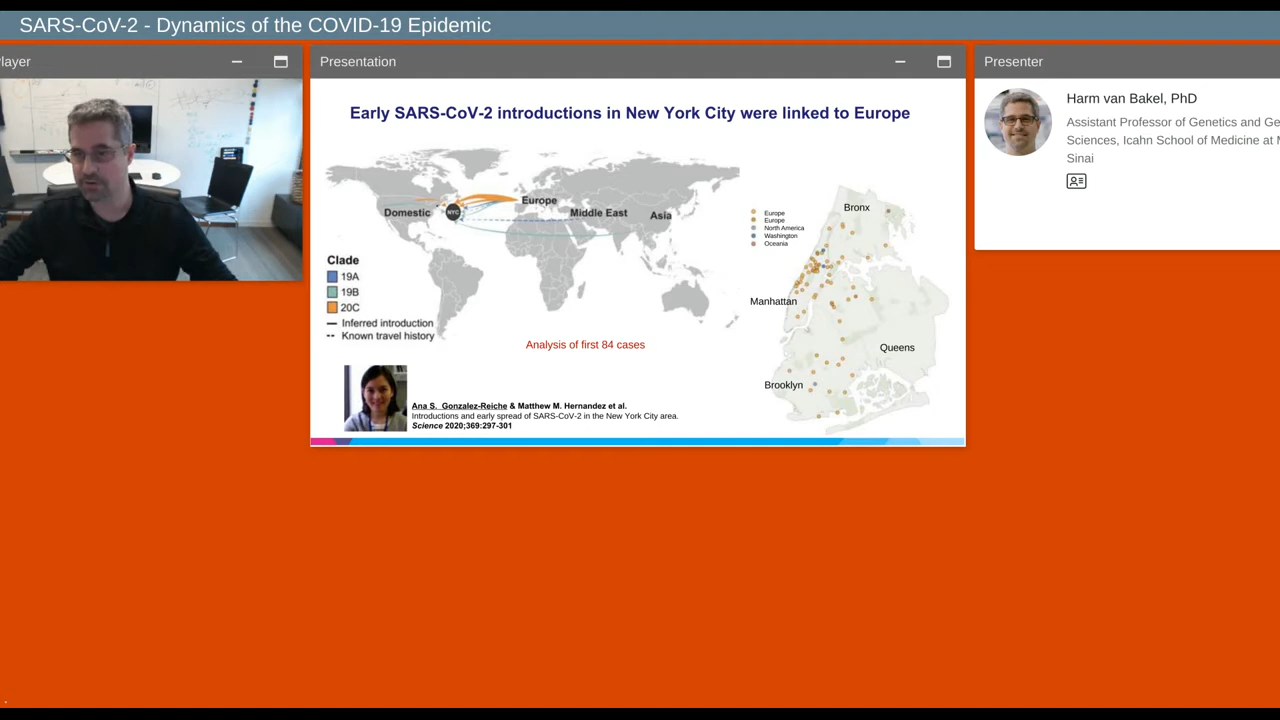 SARS-CoV-2 - Dynamics of the COVID-19 Epidemic
layer
Presentation
Presenter
Early SARS-CoV-2 introductions in New York City were linked to Europe
Harm van Bakel, PhD
Assistant Professor of Genetics and Ge
Sciences, Icahn School of Medicine at M
Sinai
Domestic
NYC
Europe
Middle East
Asia
Clade
19A
19B
20C
Inferred introduction
Known travel history
Europe
Europe
North America
Washington
Oceania
Bronx
Manhattan
Queens
Brooklyn
Analysis of first 84 cases
Ana S. Gonzalez-Reiche & Matthew M. Hernandez et al.
Introductions and early spread of SARS-CoV-2 in the New York City area.
Science 2020;369:297-301